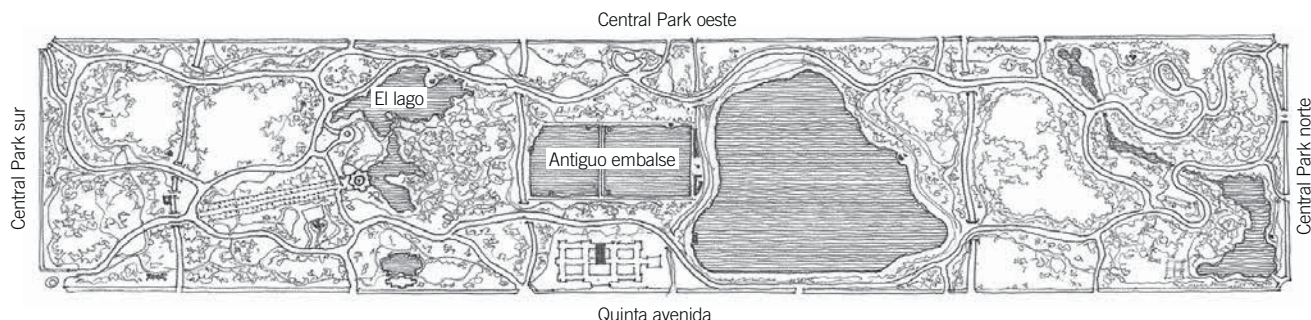 Central Park oeste
El lago
Antiguo embalse
Central Park sur
Central Park norte
Quinta avenida